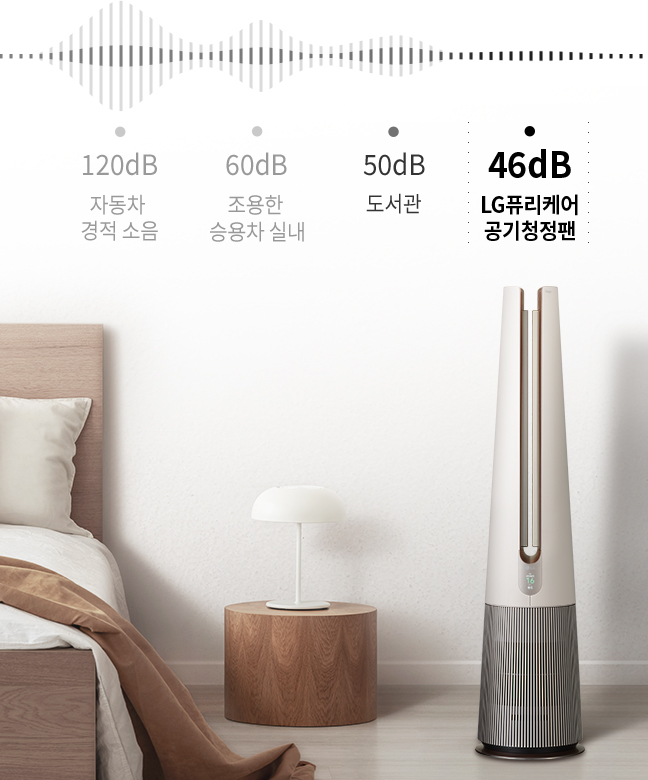 120dB
자동차
경적 소음
60dB
조용한
승용차 실내
50dB
도서관
46dB
LG퓨리케어
공기청정팬